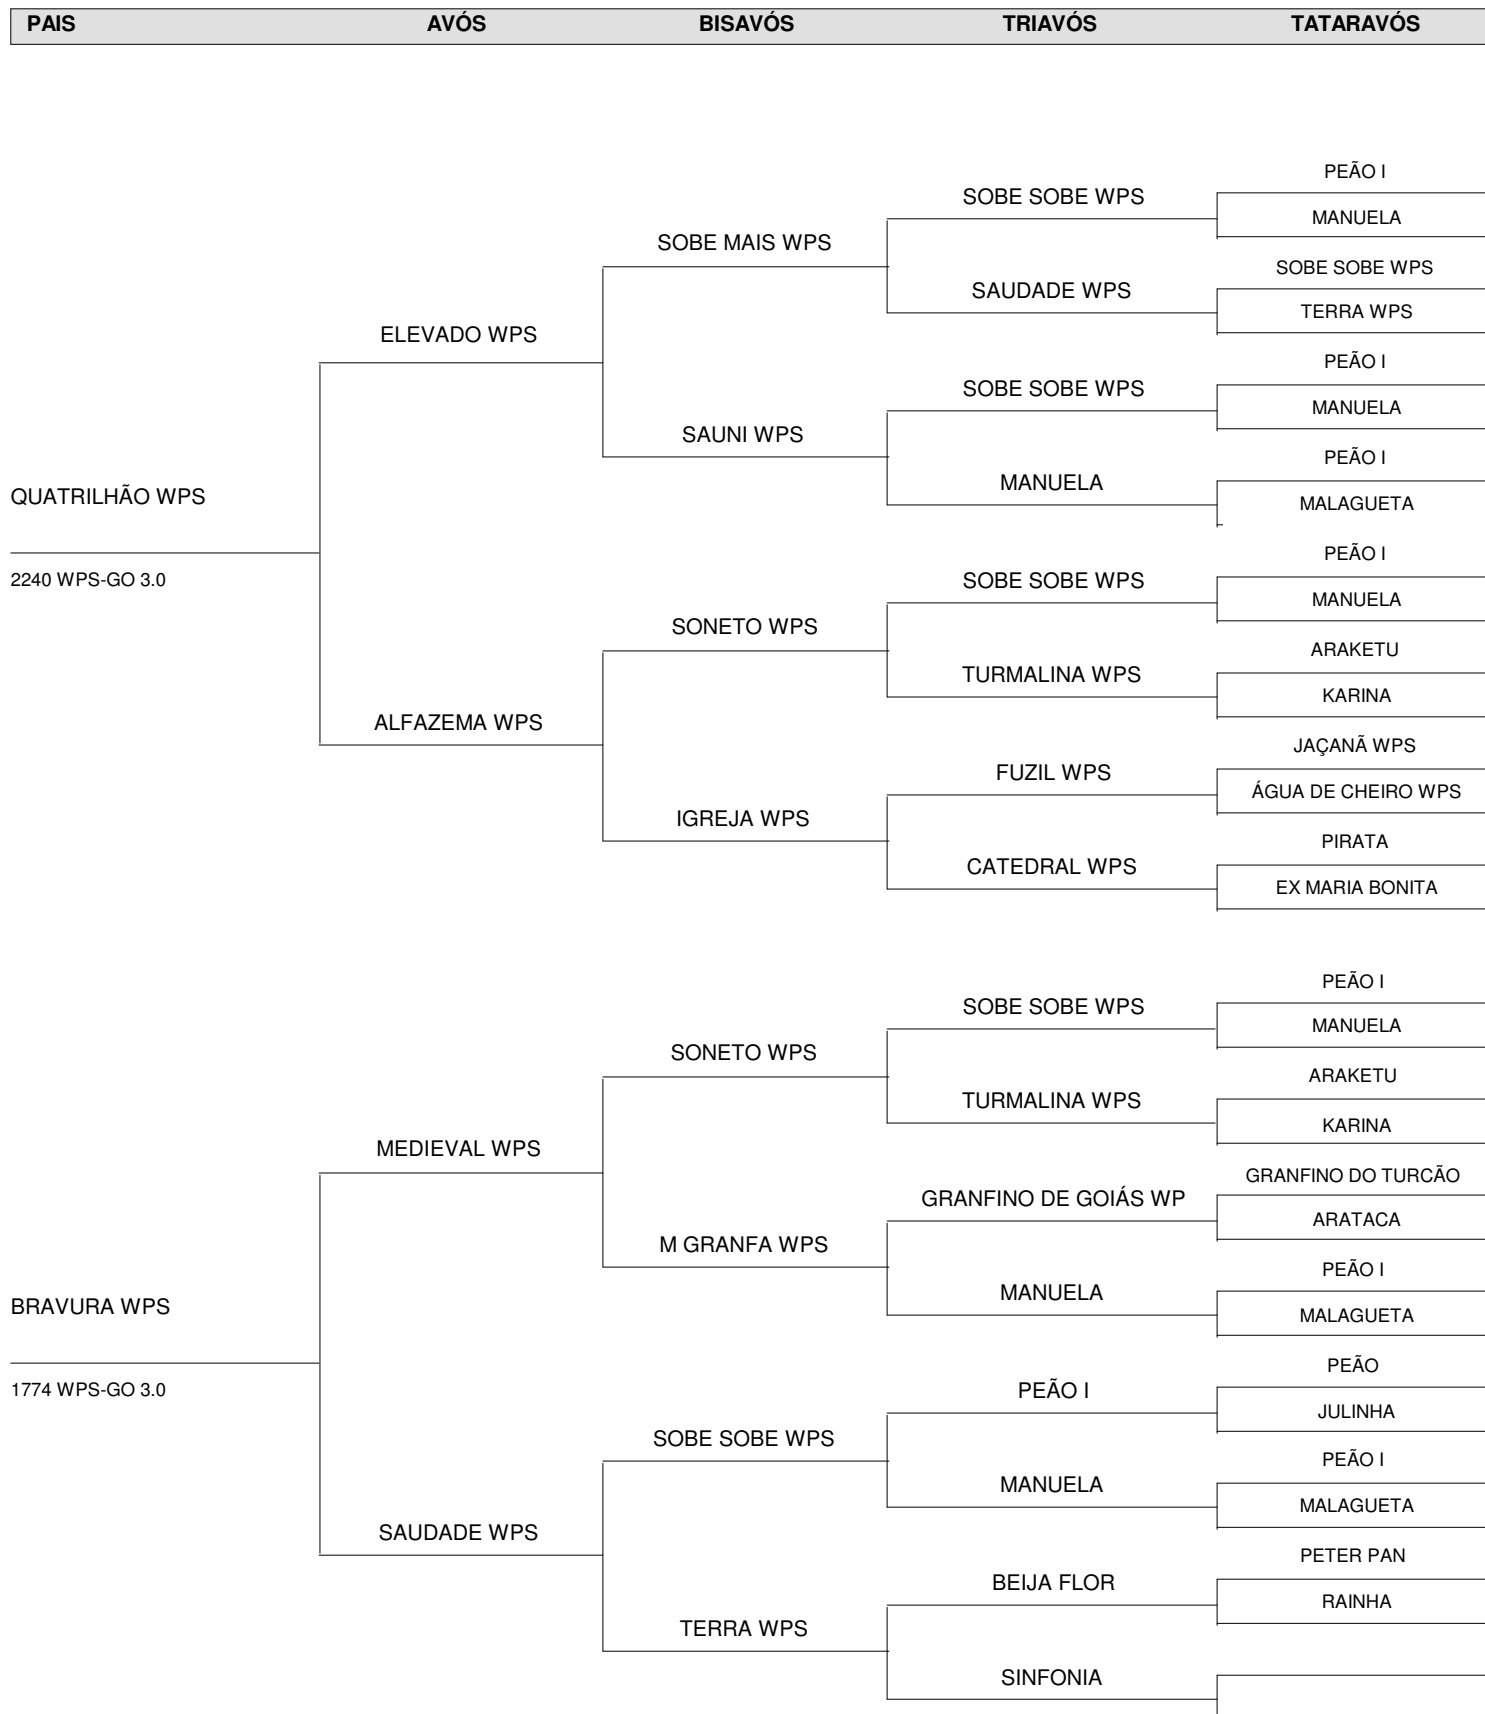 PAIS AVÓS BISAVÓS TRIAVÓS TATARAVÓS
PEÃO I
SOBE SOBE WPS
MANUELA
SOBE MAIS WPS
SOBE SOBE WPS
SAUDADE WPS
TERRA WPS
ELEVADO WPS
PEÃO I
SOBE SOBE WPS
MANUELA
SAUNI WPS
PEÃO I
MANUELA
QUATRILHÃO WPS
MALAGUETA
PEÃO I
2240 WPS-GO 3.0
SOBE SOBE WPS
MANUELA
SONETO WPS
ARAKETU
TURMALINA WPS
KARINA
ALFAZEMA WPS
JAÇANÃ WPS
FUZIL WPS
ÁGUA DE CHEIRO WPS
IGREJA WPS
PIRATA
CATEDRAL WPS
EX MARIA BONITA
PEÃO I
SOBE SOBE WPS
MANUELA
SONETO WPS
ARAKETU
TURMALINA WPS
KARINA
MEDIEVAL WPS
GRANFINO DO TURCÃO
GRANFINO DE GOIÁS WP
ARATACA
M GRANFA WPS
PEÃO I
MANUELA
BRAVURA WPS
MALAGUETA
PEÃO
1774 WPS-GO 3.0
PEÃO I
JULINHA
SOBE SOBE WPS
PEÃO I
MANUELA
MALAGUETA
SAUDADE WPS
PETER PAN
BEIJA FLOR
RAINHA
TERRA WPS
SINFONIA